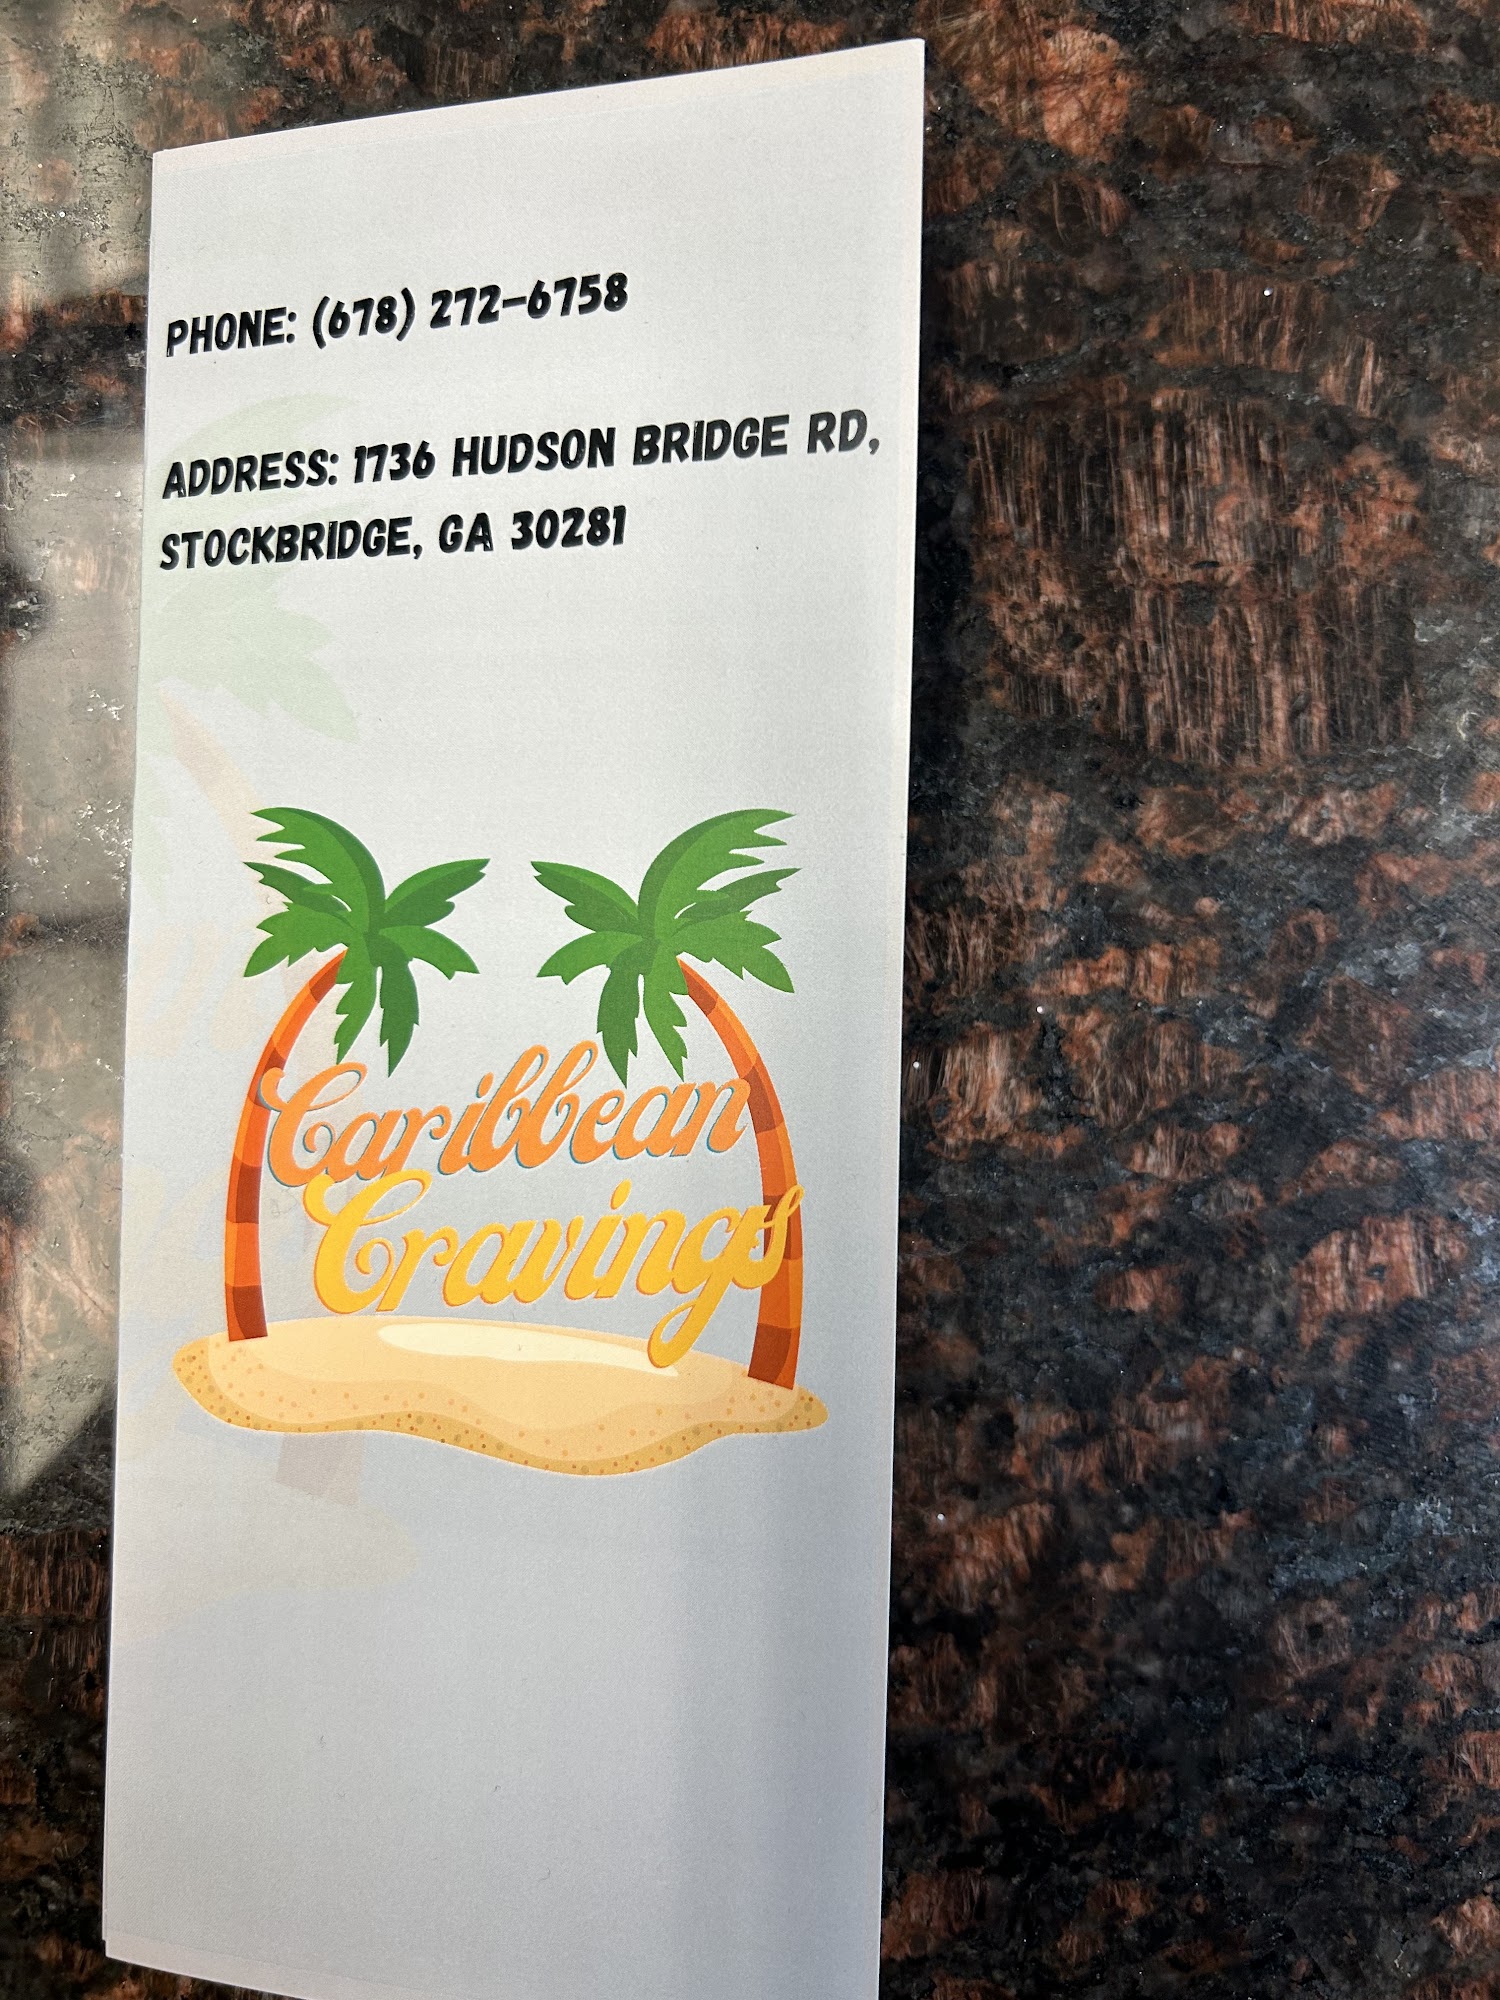 PHONE: (678) 272-6758
ADDRESS: 1736 HUDSON BRIDGE RD,
STOCKBRIDGE, GA 30281
Caribbean
Cravings